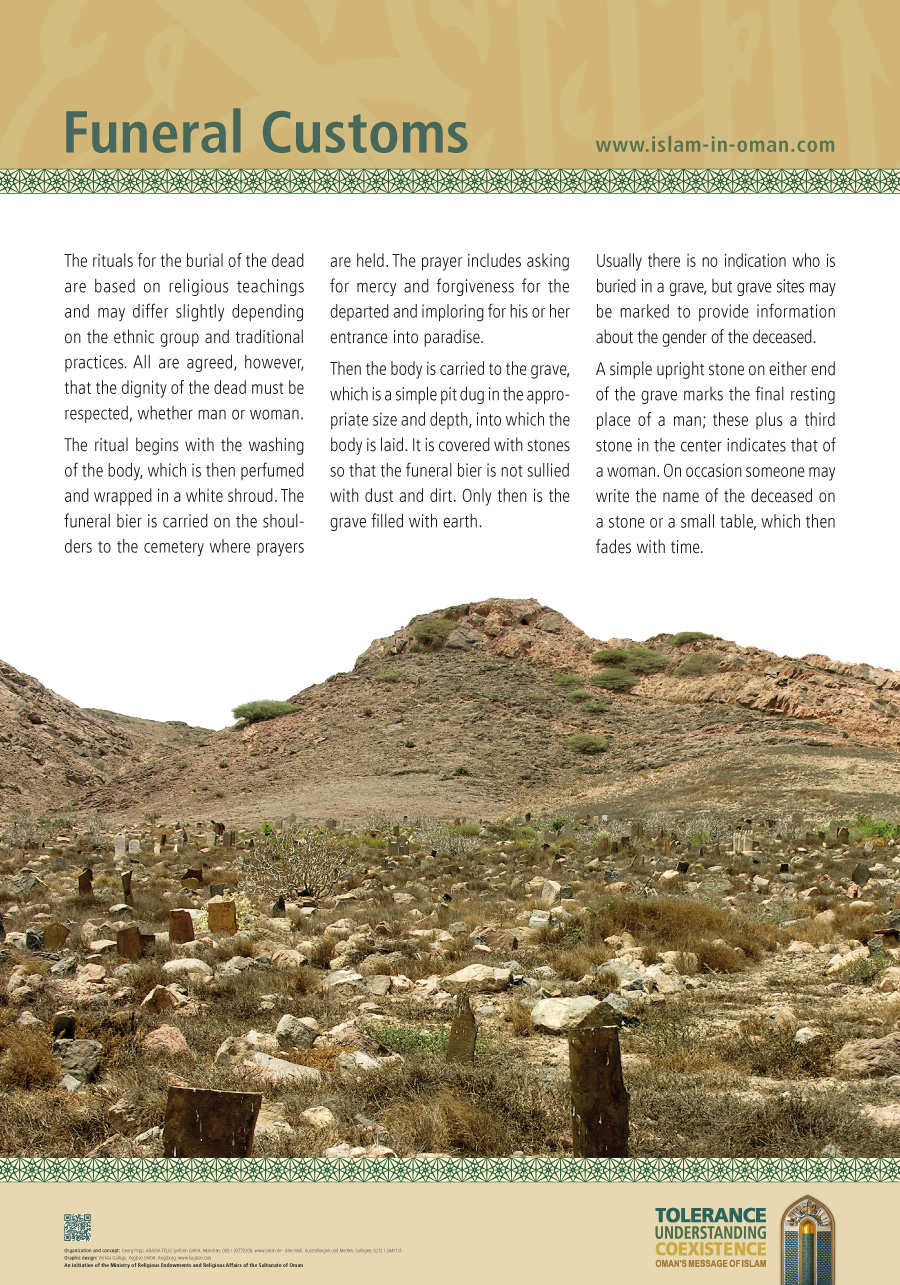 Funeral Customs
www.islam-in-oman.com
The rituals for the burial of the dead
are based on religious teachings
and may differ slightly depending
on the ethnic group and traditional
practices. All are agreed, however,
that the dignity of the dead must be
respected, whether man or woman.
The ritual begins with the washing
of the body, which is then perfumed
and wrapped in a white shroud. The
funeral bier is carried on the shoul-
ders to the cemetery where prayers
are held. The prayer includes asking
for mercy and forgiveness for the
departed and imploring for his or her
entrance into paradise.
Then the body is carried to the grave,
which is a simple pit dug in the appro-
priate size and depth, into which the
body is laid. It is covered with stones
so that the funeral bier is not sullied
with dust and dirt. Only then is the
grave filled with earth.
Usually there is no indication who is
buried in a grave, but grave sites may
be marked to provide information
about the gender of the deceased.
A simple upright stone on either end
of the grave marks the final resting
place of a man; these plus a third
stone in the center indicates that of
a woman. On occasion someone may
write the name of the deceased on
a stone or a small table, which then
fades with time.
Organisation and concept: Georg Popp, ARABIA FELIX Synform GmbH, München,
An initiative of the Ministry of Religious Endowments and Religious Affairs of the Sultanate of Oman
TOLERANCE
UNDERSTANDING
COEXISTENCE
OMAN'S MESSAGE OF ISLAM